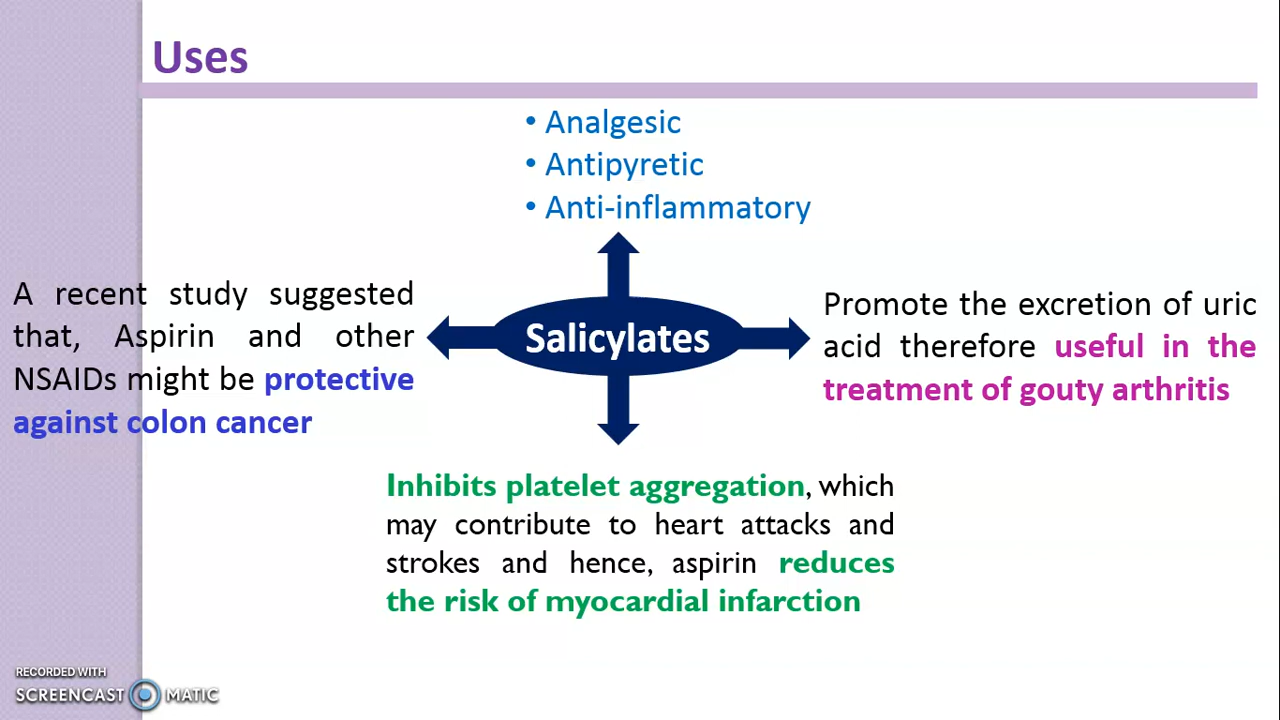 Uses
• Analgesic
• Antipyretic
• Anti-inflammatory
A recent study suggested
that, Aspirin and other
NSAIDs might be protective
against colon cancer
Salicylates
Promote the excretion of uric
acid therefore useful in the
treatment of gouty arthritis
Inhibits platelet aggregation, which
may contribute to heart attacks and
strokes and hence, aspirin reduces
the risk of myocardial infarction
RECORDED WITH
SCREENCAST MATIC